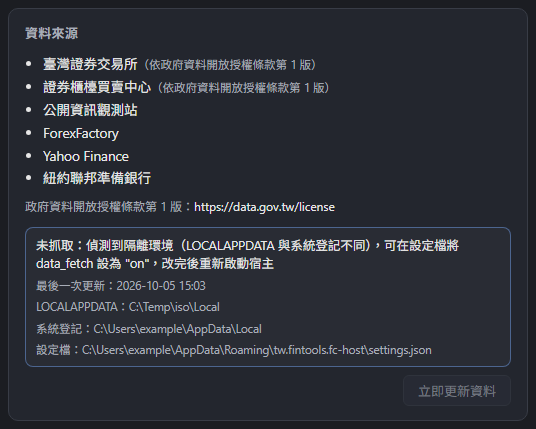 資料來源
• 臺灣證券交易所（依政府資料開放授權條款第 1 版）
• 證券櫃檯買賣中心（依政府資料開放授權條款第 1 版）
• 公開資訊觀測站
• ForexFactory
• Yahoo Finance
• 紐約聯邦準備銀行
政府資料開放授權條款第 1 版：https://data.gov.tw/license
未抓取：偵測到隔離環境（LOCALAPPDATA 與系統登記不同），可在設定檔將
data_fetch 設為 "on"，改完後重新啟動宿主
最後一次更新：2026-10-05 15:03
LOCALAPPDATA：C:\Temp\iso\Local
系統登記：C:\Users\example\AppData\Local
設定檔：C:\Users\example\AppData\Roaming\tw.fintools.fc-host\settings.json
立即更新資料